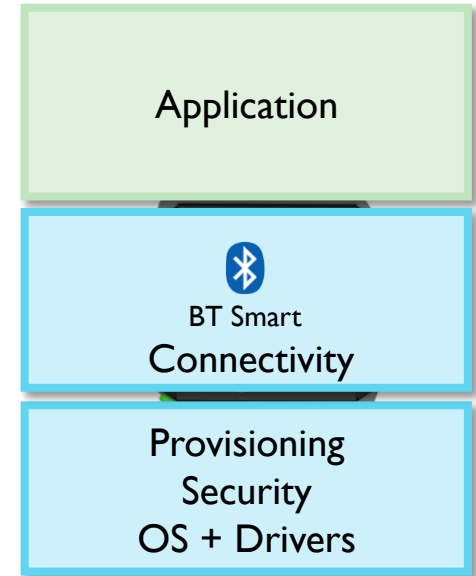 Application
BT Smart
Connectivity
Provisioning
Security
OS + Drivers